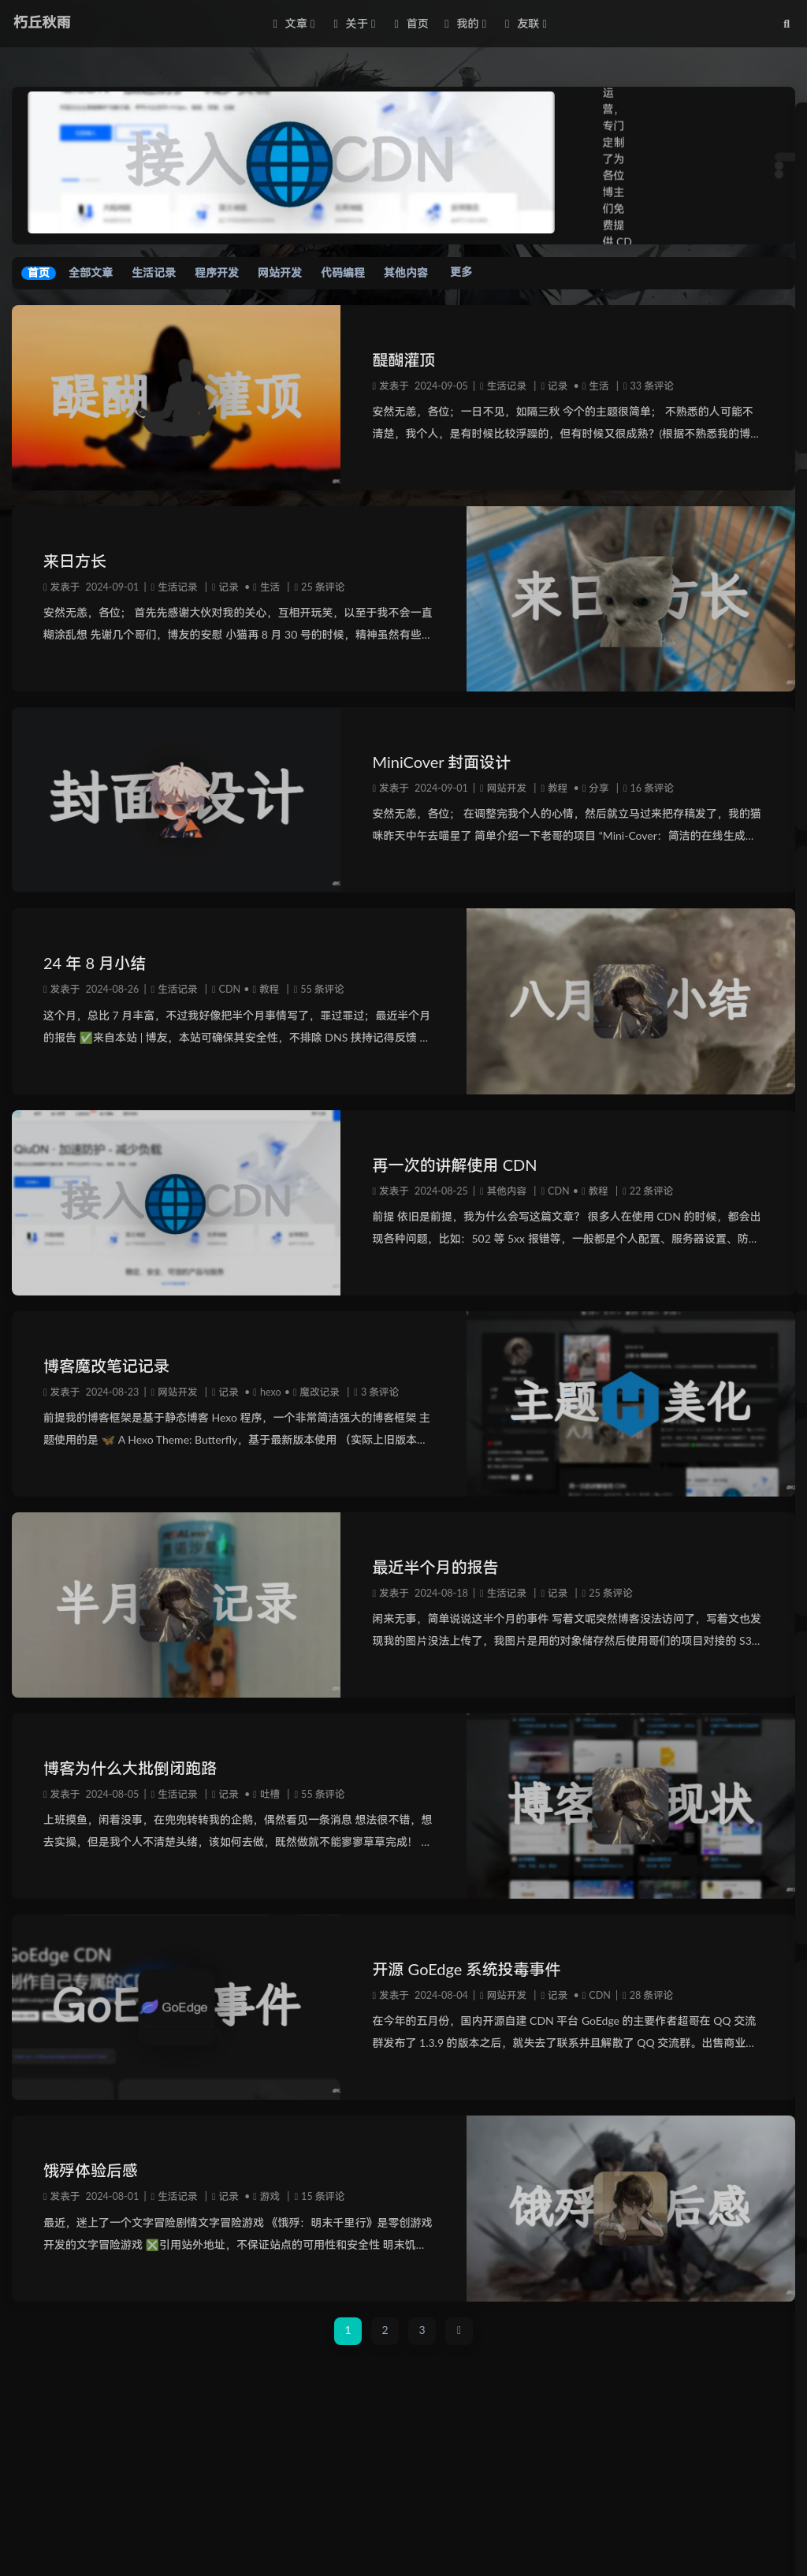 朽丘秋雨
文章
关于
首页
我的
友联
接入 CDN
运
营，
专门
定制
了为
各位
博主
们免
费提
供 CD
首页 全部文章 生活记录 程序开发 网站开发 代码编程 其他内容 更多
醍醐灌顶
醍醐灌顶
发表于 2024-09-05 | 生活记录 | 记录 • 生活 | 33 条评论
安然无恙，各位；一日不见，如隔三秋 今个的主题很简单； 不熟悉的人可能不
清楚，我个人，是有时候比较浮躁的，但有时候又很成熟？(根据不熟悉我的博...
来日方长
发表于 2024-09-01 | 生活记录 | 记录 • 生活 | 25 条评论
安然无恙，各位； 首先先感谢大伙对我的关心，互相开玩笑，以至于我不会一直
糊涂乱想 先谢几个哥们，博友的安慰 小猫再 8 月 30 号的时候，精神虽然有些...
来日方长
封面设计
MiniCover 封面设计
发表于 2024-09-01 | 网站开发 | 教程 • 分享 | 16 条评论
安然无恙，各位； 在调整完我个人的心情，然后就立马过来把存稿发了，我的猫
咪昨天中午去喵星了 简单介绍一下老哥的项目 “Mini-Cover：简洁的在线生成...
24 年 8 月小结
发表于 2024-08-26 | 生活记录 | CDN • 教程 | 55 条评论
这个月，总比 7 月丰富，不过我好像把半个月事情写了，罪过罪过；最近半个月
的报告 ✅来自本站 | 博友，本站可确保其安全性，不排除 DNS 挟持记得反馈 ...
八月小结
QiuDN · 加速防护 - 减少负载
接入 CDN
再一次的讲解使用 CDN
发表于 2024-08-25 | 其他内容 | CDN • 教程 | 22 条评论
前提 依旧是前提，我为什么会写这篇文章？ 很多人在使用 CDN 的时候，都会出
现各种问题，比如：502 等 5xx 报错等，一般都是个人配置、服务器设置、防...
博客魔改笔记记录
发表于 2024-08-23 | 网站开发 | 记录 • hexo • 魔改记录 | 3 条评论
前提我的博客框架是基于静态博客 Hexo 程序，一个非常简洁强大的博客框架 主
题使用的是 🦋 A Hexo Theme: Butterfly，基于最新版本使用 （实际上旧版本...
主题美化
半月记录
最近半个月的报告
发表于 2024-08-18 | 生活记录 | 记录 | 25 条评论
闲来无事，简单说说这半个月的事件 写着文呢突然博客没法访问了，写着文也发
现我的图片没法上传了，我图片是用的对象储存然后使用哥们的项目对接的 S3...
博客为什么大批倒闭跑路
发表于 2024-08-05 | 生活记录 | 记录 • 吐槽 | 55 条评论
上班摸鱼，闲着没事，在兜兜转转我的企鹅，偶然看见一条消息 想法很不错，想
去实操，但是我个人不清楚头绪，该如何去做，既然做就不能寥寥草草完成！ ...
博客现状
GoEdge CDN
GoE 事件
GoEdge
开源 GoEdge 系统投毒事件
发表于 2024-08-04 | 网站开发 | 记录 • CDN | 28 条评论
在今年的五月份，国内开源自建 CDN 平台 GoEdge 的主要作者超哥在 QQ 交流
群发布了 1.3.9 的版本之后，就失去了联系并且解散了 QQ 交流群。出售商业...
饿殍体验后感
发表于 2024-08-01 | 生活记录 | 记录 • 游戏 | 15 条评论
最近，迷上了一个文字冒险剧情文字冒险游戏 《饿殍：明末千里行》是零创游戏
开发的文字冒险游戏 ❎引用站外地址，不保证站点的可用性和安全性 明末饥...
饿殍后感
1 2 3